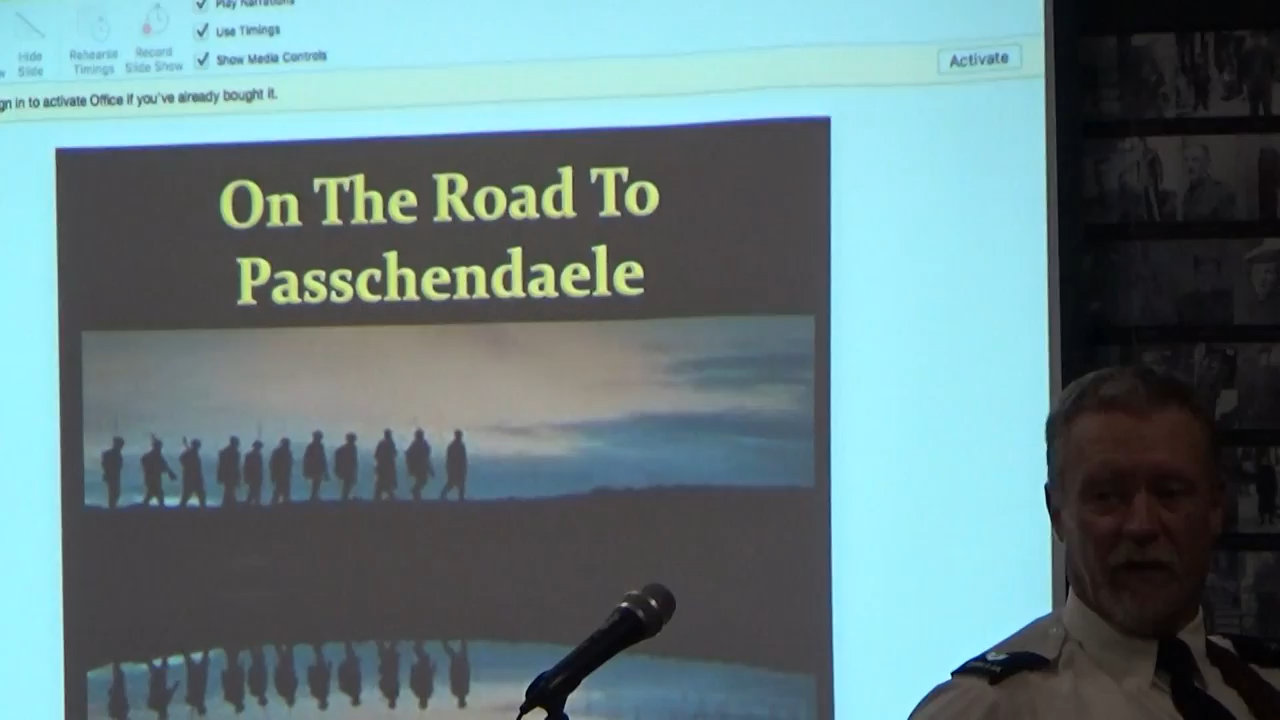 Play Narrations
Use Timings
Hide
Slide
Rehearse
Timings
Record
Slide Show
Show Media Controls
Activate
gn in to activate Office if you've already bought it.
On The Road To
Passchendaele